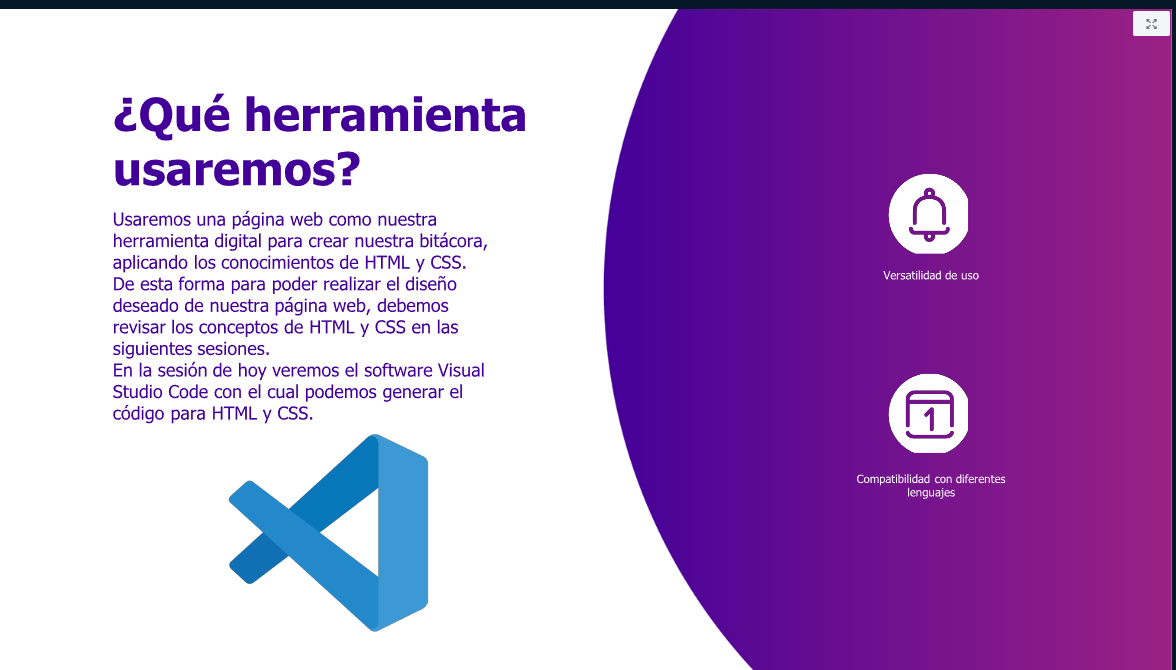 ¿Qué herramienta
usaremos?
Usaremos una página web como nuestra
herramienta digital para crear nuestra bitácora,
aplicando los conocimientos de HTML y CSS.
De esta forma para poder realizar el diseño
deseado de nuestra página web, debemos
revisar los conceptos de HTML y CSS en las
siguientes sesiones.
En la sesión de hoy veremos el software Visual
Studio Code con el cual podemos generar el
código para HTML y CSS.
Versatilidad de uso
1
Compatibilidad con diferentes
lenguajes